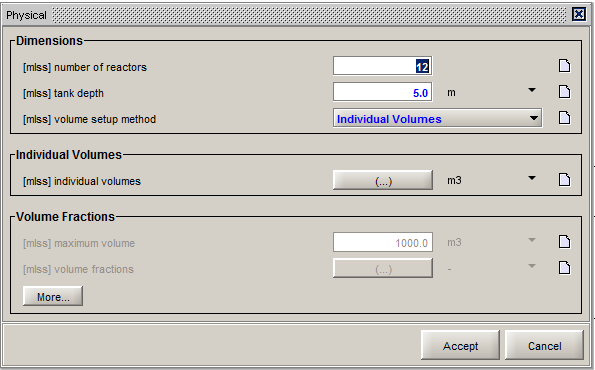 Physical
Dimensions
[mlss] number of reactors 12
[mlss] tank depth 5.0 m
[mlss] volume setup method Individual Volumes
Individual Volumes
[mlss] individual volumes (...) m3
Volume Fractions
[mlss] maximum volume 1000.0 m3
[mlss] volume fractions (...) -
More...
Accept Cancel